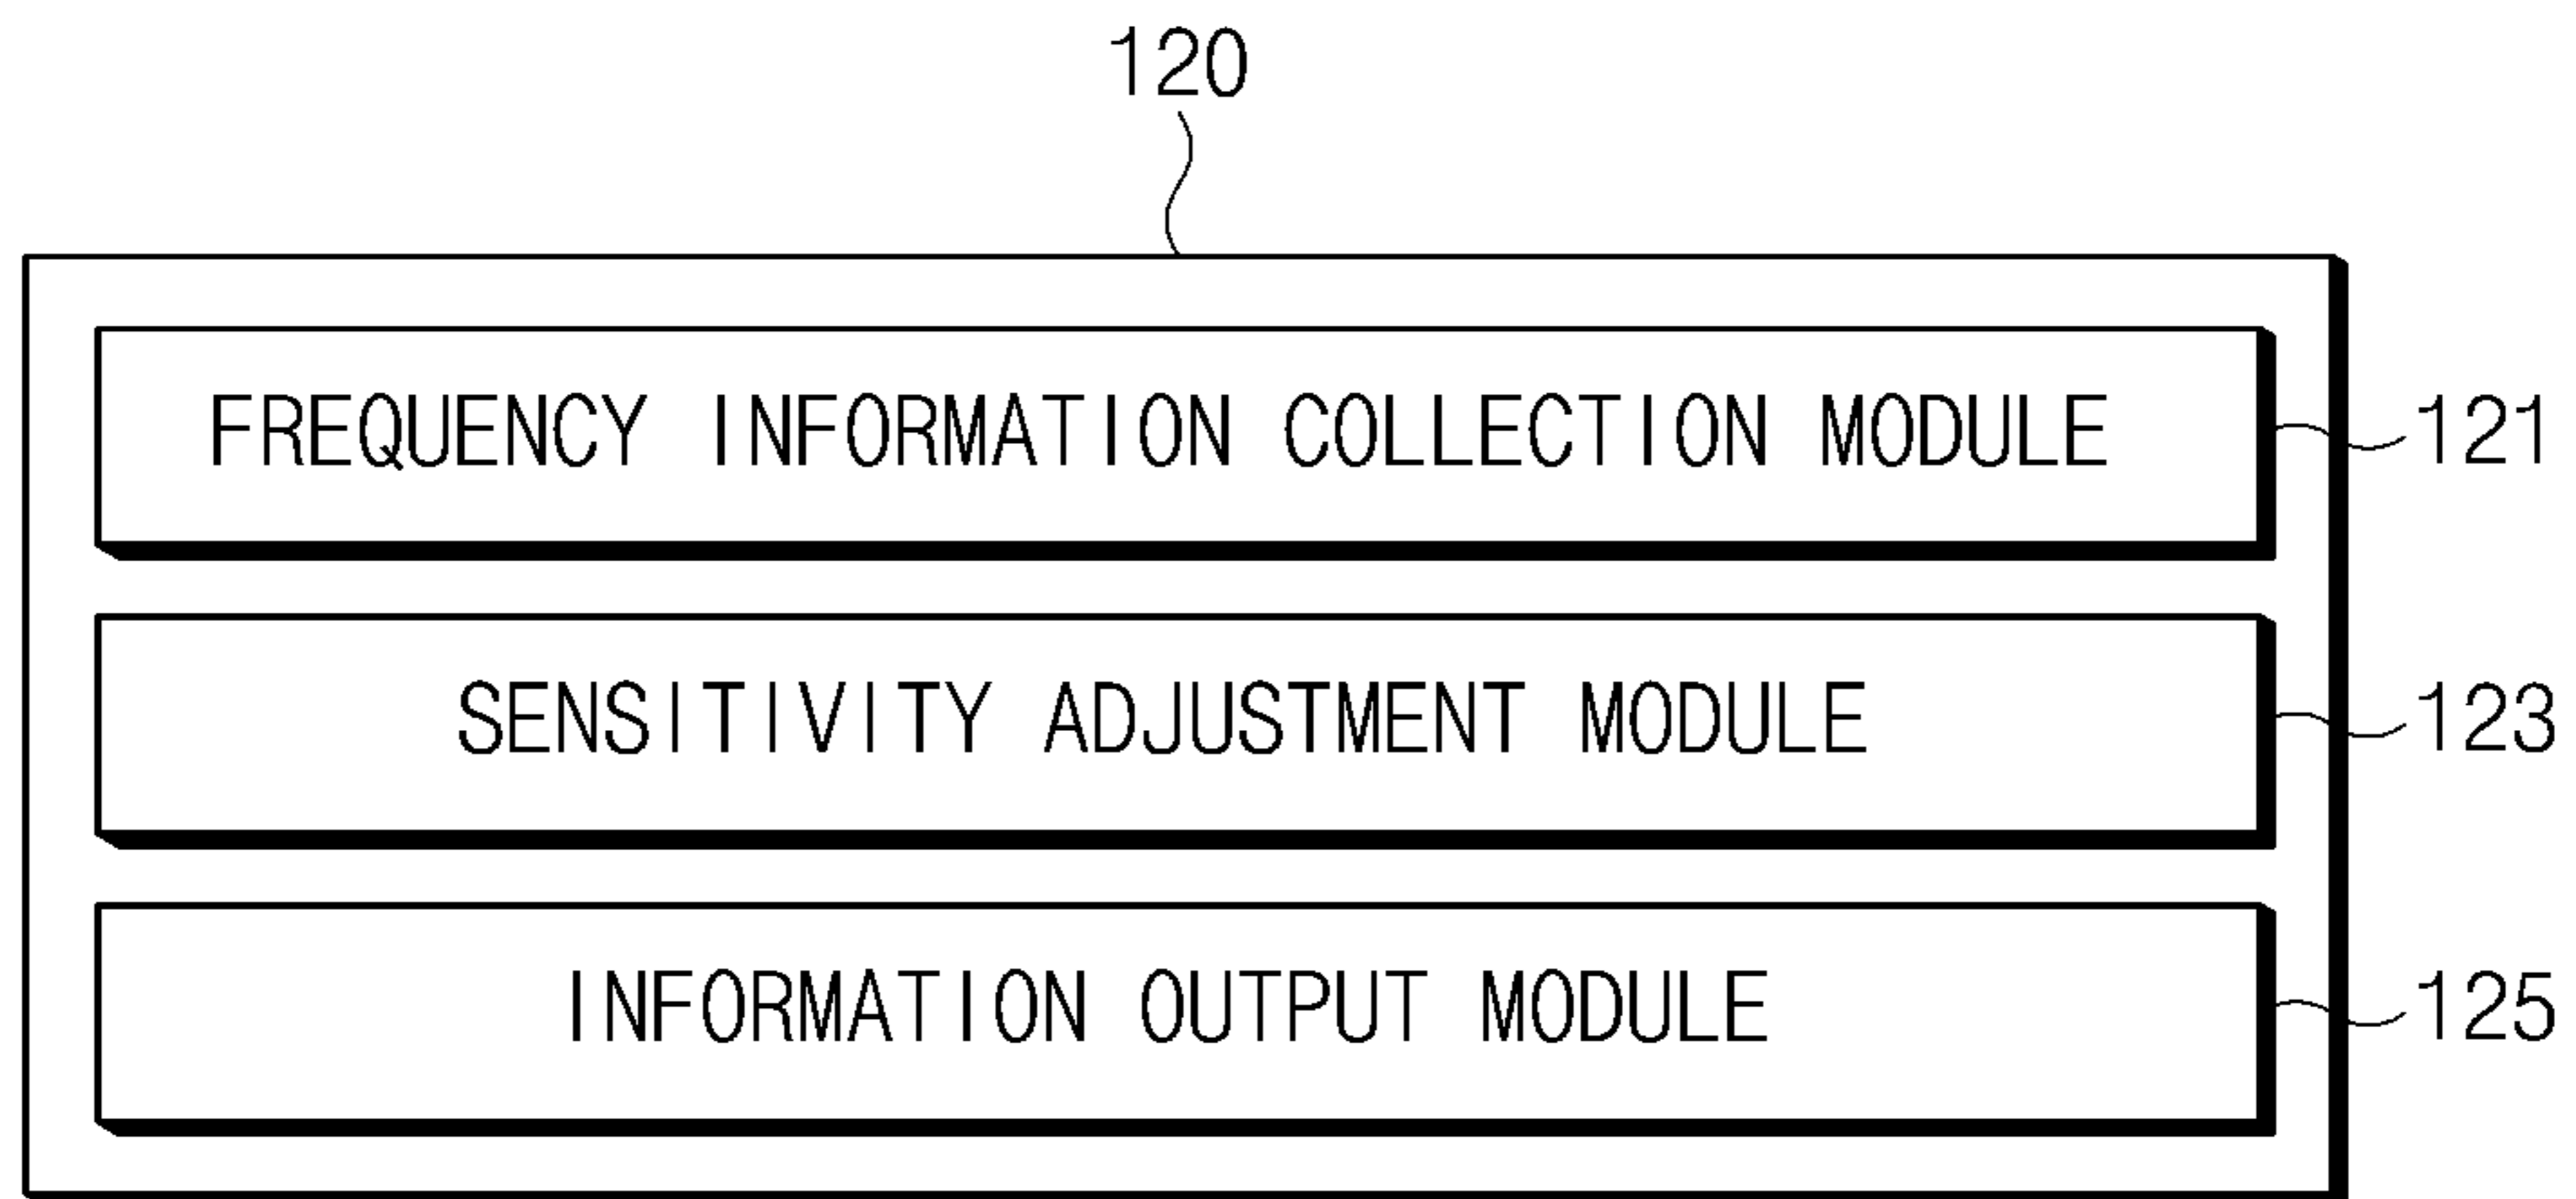 120
FREQUENCY INFORMATION COLLECTION MODULE 121
SENSITIVITY ADJUSTMENT MODULE 123
INFORMATION OUTPUT MODULE 125